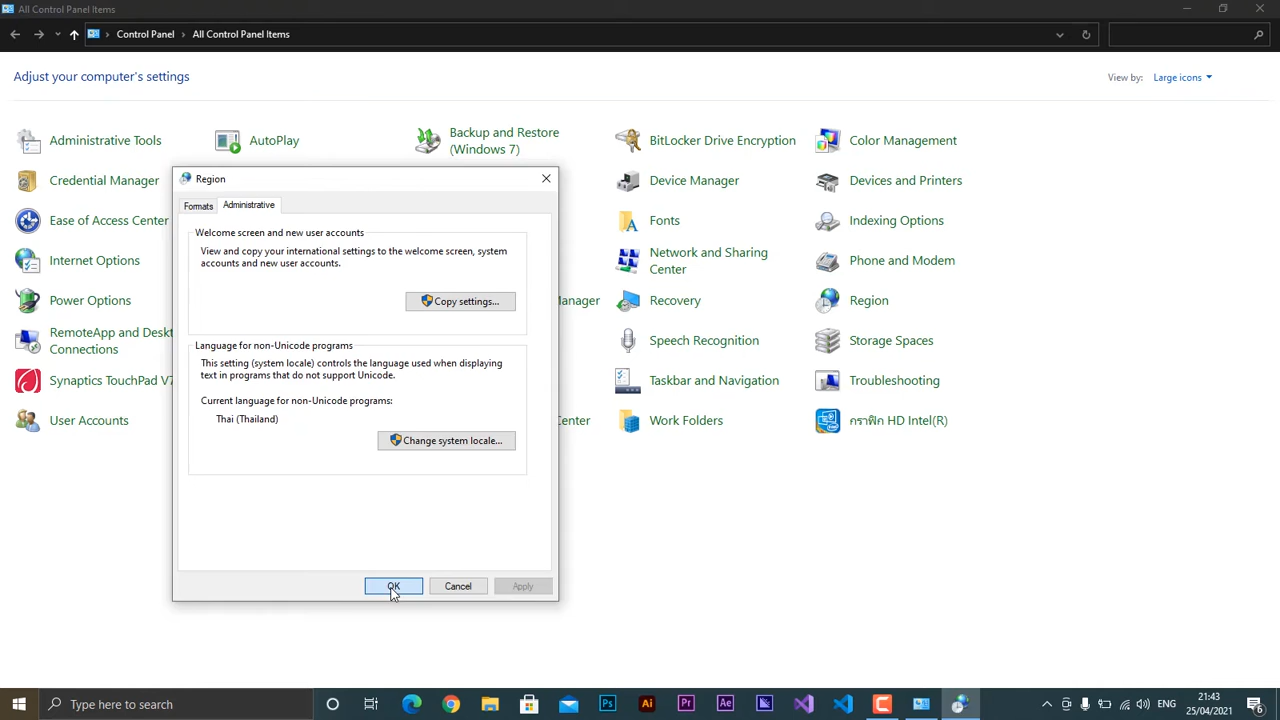 All Control Panel Items
Control Panel
All Control Panel Items
Adjust your computer's settings
View by:
Large icons
Administrative Tools
AutoPlay
Backup and Restore
(Windows 7)
BitLocker Drive Encryption
Color Management
Credential Manager
Device Manager
Devices and Printers
Ease of Access Center
Fonts
Indexing Options
Internet Options
Network and Sharing
Center
Phone and Modem
Power Options
Manager
Recovery
Region
RemoteApp and Deskt
Connections
Speech Recognition
Storage Spaces
Synaptics TouchPad V7
Taskbar and Navigation
Troubleshooting
User Accounts
Center
Work Folders
กราฟิก HD Intel(R)
Region
Formats
Administrative
Welcome screen and new user accounts
View and copy your international settings to the welcome screen, system
accounts and new user accounts.
Copy settings...
Language for non-Unicode programs
This setting (system locale) controls the language used when displaying
text in programs that do not support Unicode.
Current language for non-Unicode programs:
Thai (Thailand)
Change system locale...
OK
Cancel
Apply
Type here to search
Ps
Ai
Pr
Ae
ENG
21:43
25/04/2021
6